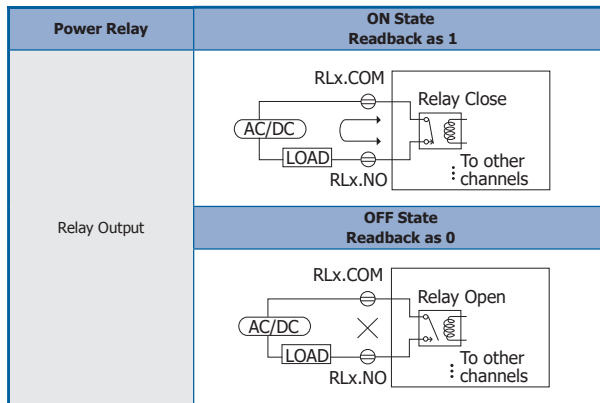 Power Relay
ON State
Readback as 1
Relay Output
RLx.COM
Relay Close
AC/DC
LOAD
RLx.NO
To other
channels
OFF State
Readback as 0
RLx.COM
Relay Open
AC/DC
LOAD
RLx.NO
To other
channels